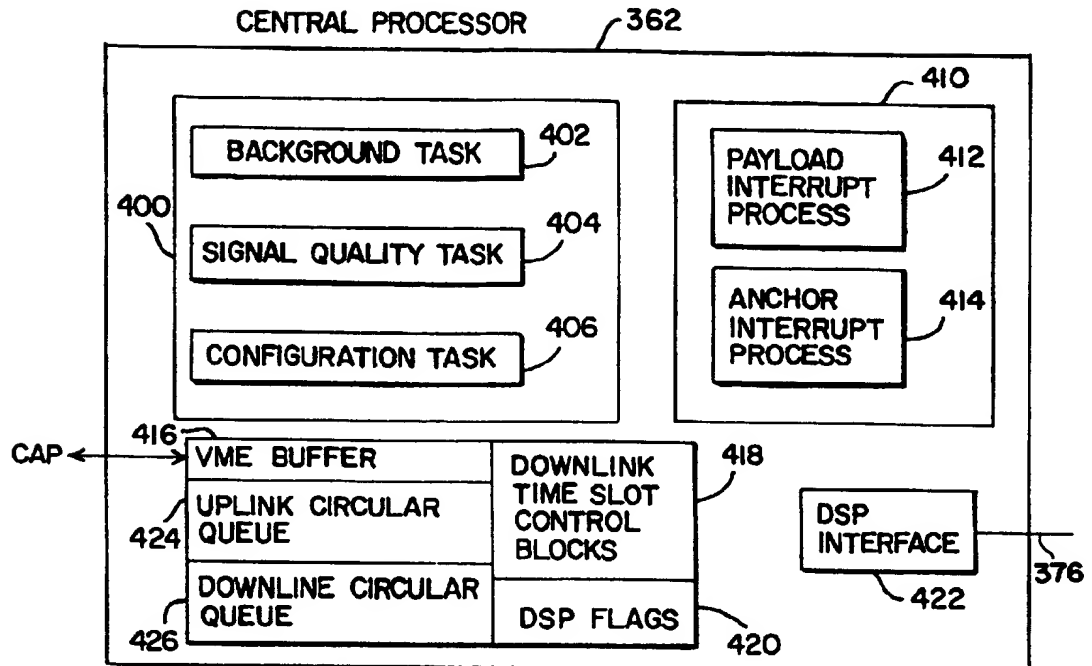 CENTRAL PROCESSOR
362
410
BACKGROUND TASK
402
400
SIGNAL QUALITY TASK
404
CONFIGURATION TASK
406
PAYLOAD
INTERRUPT
PROCESS
412
ANCHOR
INTERRUPT
PROCESS
414
CAP
416
VME BUFFER
424
UPLINK CIRCULAR
QUEUE
426
DOWNLINE CIRCULAR
QUEUE
DOWNLINK
TIME SLOT
CONTROL
BLOCKS
418
DSP FLAGS
420
DSP
INTERFACE
422
376